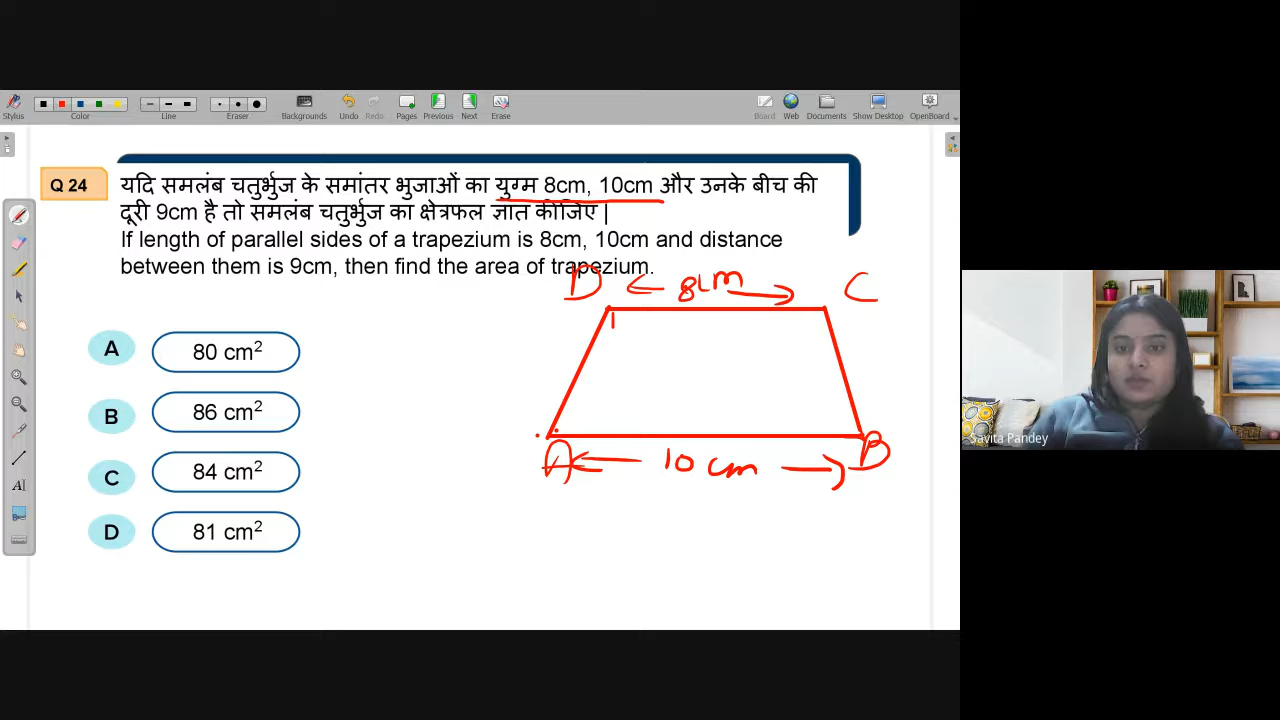 Stylus
Color
Line
Eraser
Backgrounds
Undo
Redo
Pages
Previous
Next
Erase
Board
Web
Documents
Show Desktop
OpenBoard
Q 24
यदि समलंब चतुर्भुज के समांतर भुजाओं का युग्म 8cm, 10cm और उनके बीच की
दूरी 9cm है तो समलंब चतुर्भुज का क्षेत्रफल ज्ञात कीजिए |
If length of parallel sides of a trapezium is 8cm, 10cm and distance
between them is 9cm, then find the area of trapezium.
D 8cm C
A 10 cm B
A 80 cm²
B 86 cm²
C 84 cm²
D 81 cm²
Savita Pandey